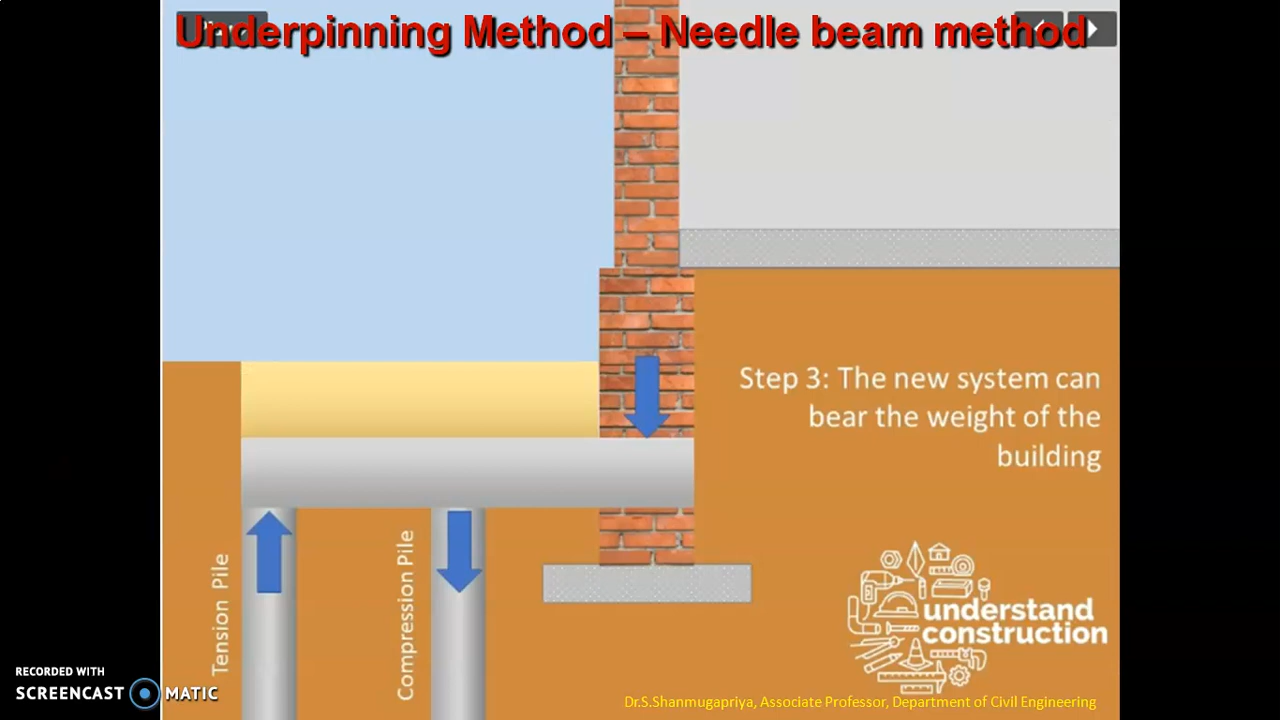 Underpinning Method – Needle beam method
Step 3: The new system can
bear the weight of the
building
Tension Pile
Compression Pile
understand
construction
RECORDED WITH
SCREENCAST MATIC
Dr.S.Shanmugapriya, Associate Professor, Department of Civil Engineering